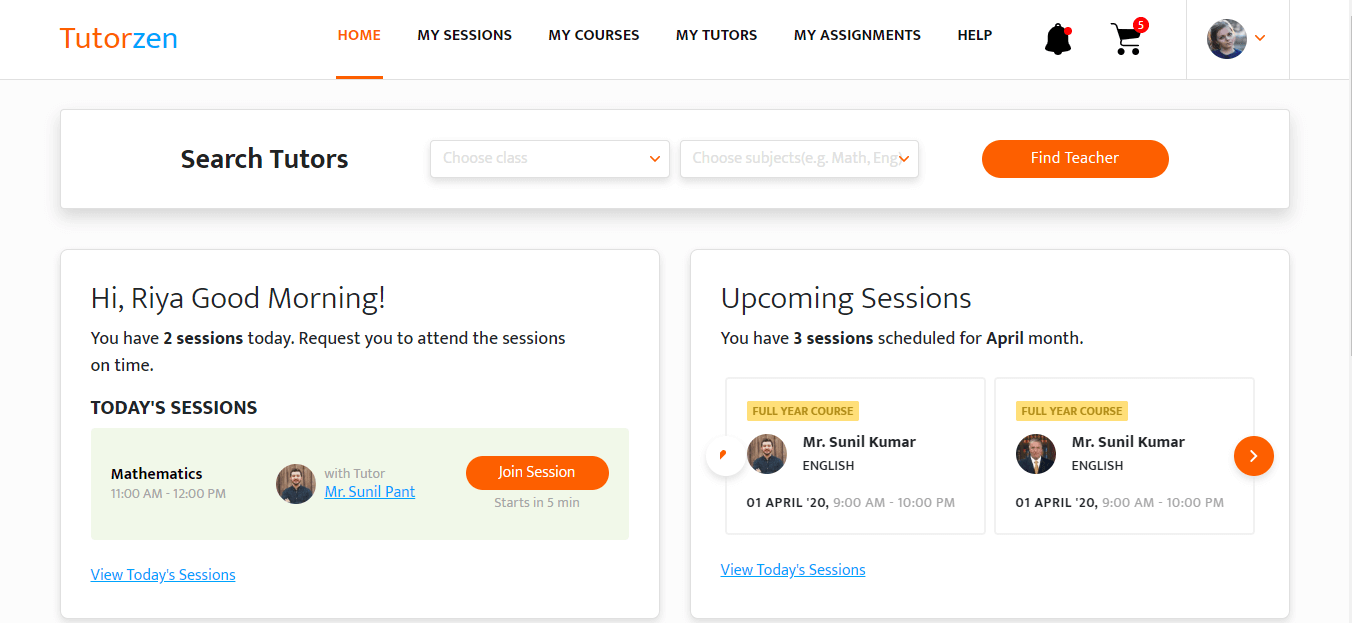 Tutorzen
HOME
MY SESSIONS
MY COURSES
MY TUTORS
MY ASSIGNMENTS
HELP
5
Search Tutors
Choose class
Choose subjects(e.g. Math, Eng)
Find Teacher
Hi, Riya Good Morning!
You have 2 sessions today. Request you to attend the sessions
on time.
TODAY'S SESSIONS
Mathematics
11:00 AM - 12:00 PM
with Tutor
Mr. Sunil Pant
Join Session
Starts in 5 min
View Today's Sessions
Upcoming Sessions
You have 3 sessions scheduled for April month.
FULL YEAR COURSE
Mr. Sunil Kumar
ENGLISH
01 APRIL '20, 9:00 AM - 10:00 PM
FULL YEAR COURSE
Mr. Sunil Kumar
ENGLISH
01 APRIL '20, 9:00 AM - 10:00 PM
View Today's Sessions